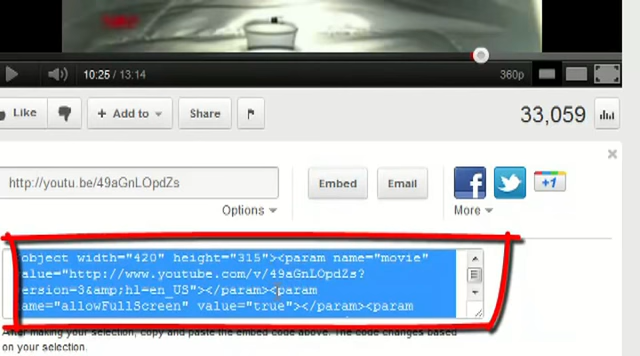 10:25 / 13:14
360p
Like
+ Add to
Share
33,059
http://youtu.be/49aGnLOpdZs
Embed
Email
f
+1
Options
More
object width="420" height="315"><param name="movie"
value="http://www.youtube.com/v/49aGnLOpdZs?
version=3&amp;hl=en_US"></param><param
name="allowFullScreen" value="true"></param><param
After making your selection, copy and paste the embed code above. The code changes based
on your selection.